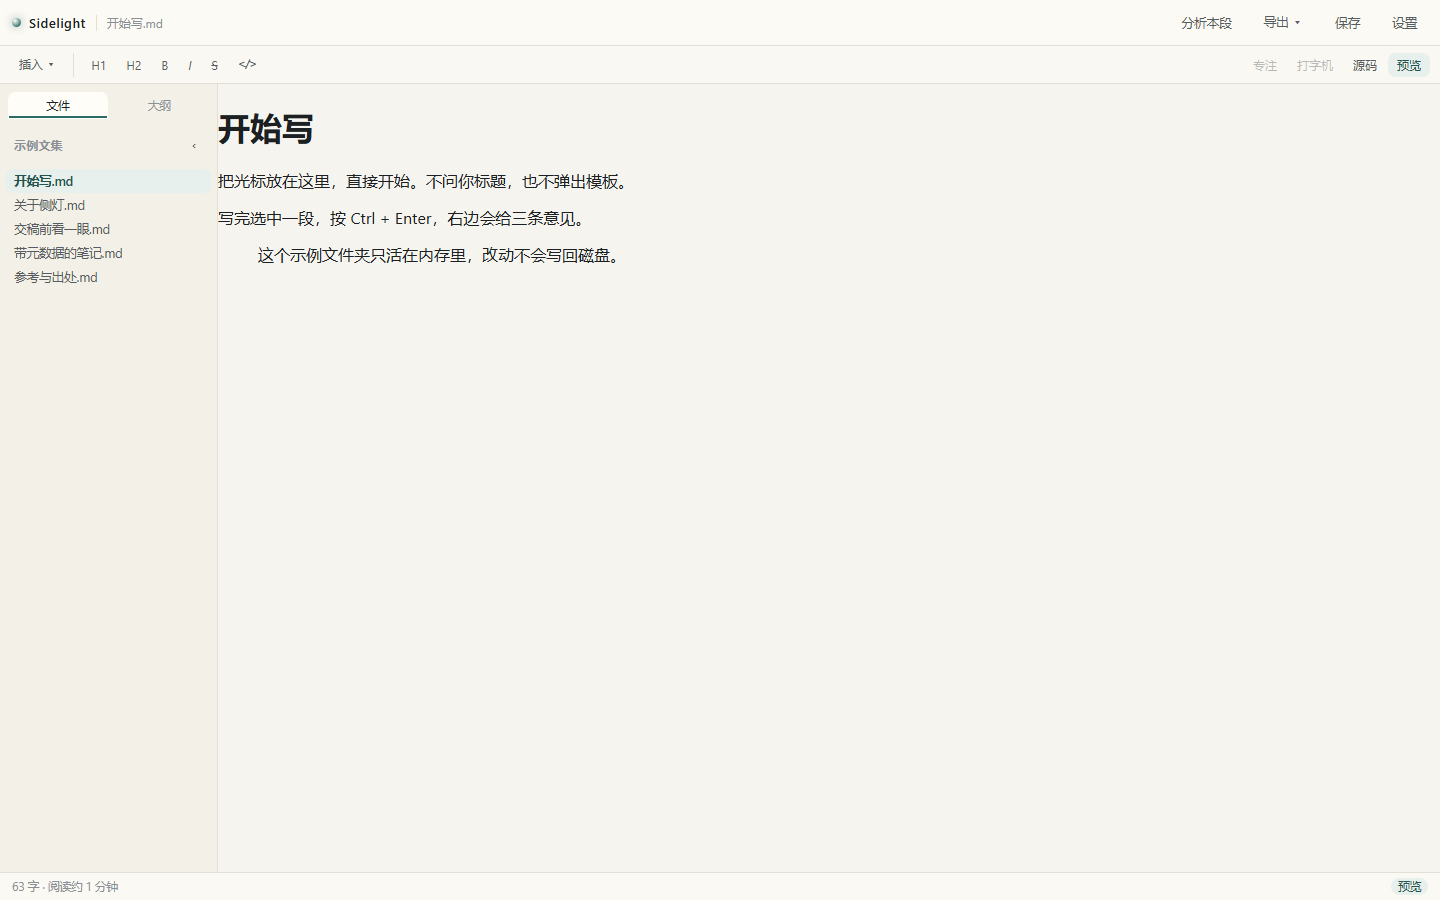 Sidelight 开始写.md 分析本段 导出 ▾ 保存 设置
插入 ▾ H1 H2 B I S </> 专注 打字机 源码 预览
文件 大纲
示例文集 ‹
开始写.md
关于侧灯.md
交稿前看一眼.md
带元数据的笔记.md
参考与出处.md
开始写
把光标放在这里，直接开始。不问你标题，也不弹出模板。
写完选中一段，按 Ctrl + Enter，右边会给三条意见。
这个示例文件夹只活在内存里，改动不会写回磁盘。
63 字 · 阅读约 1 分钟 预览